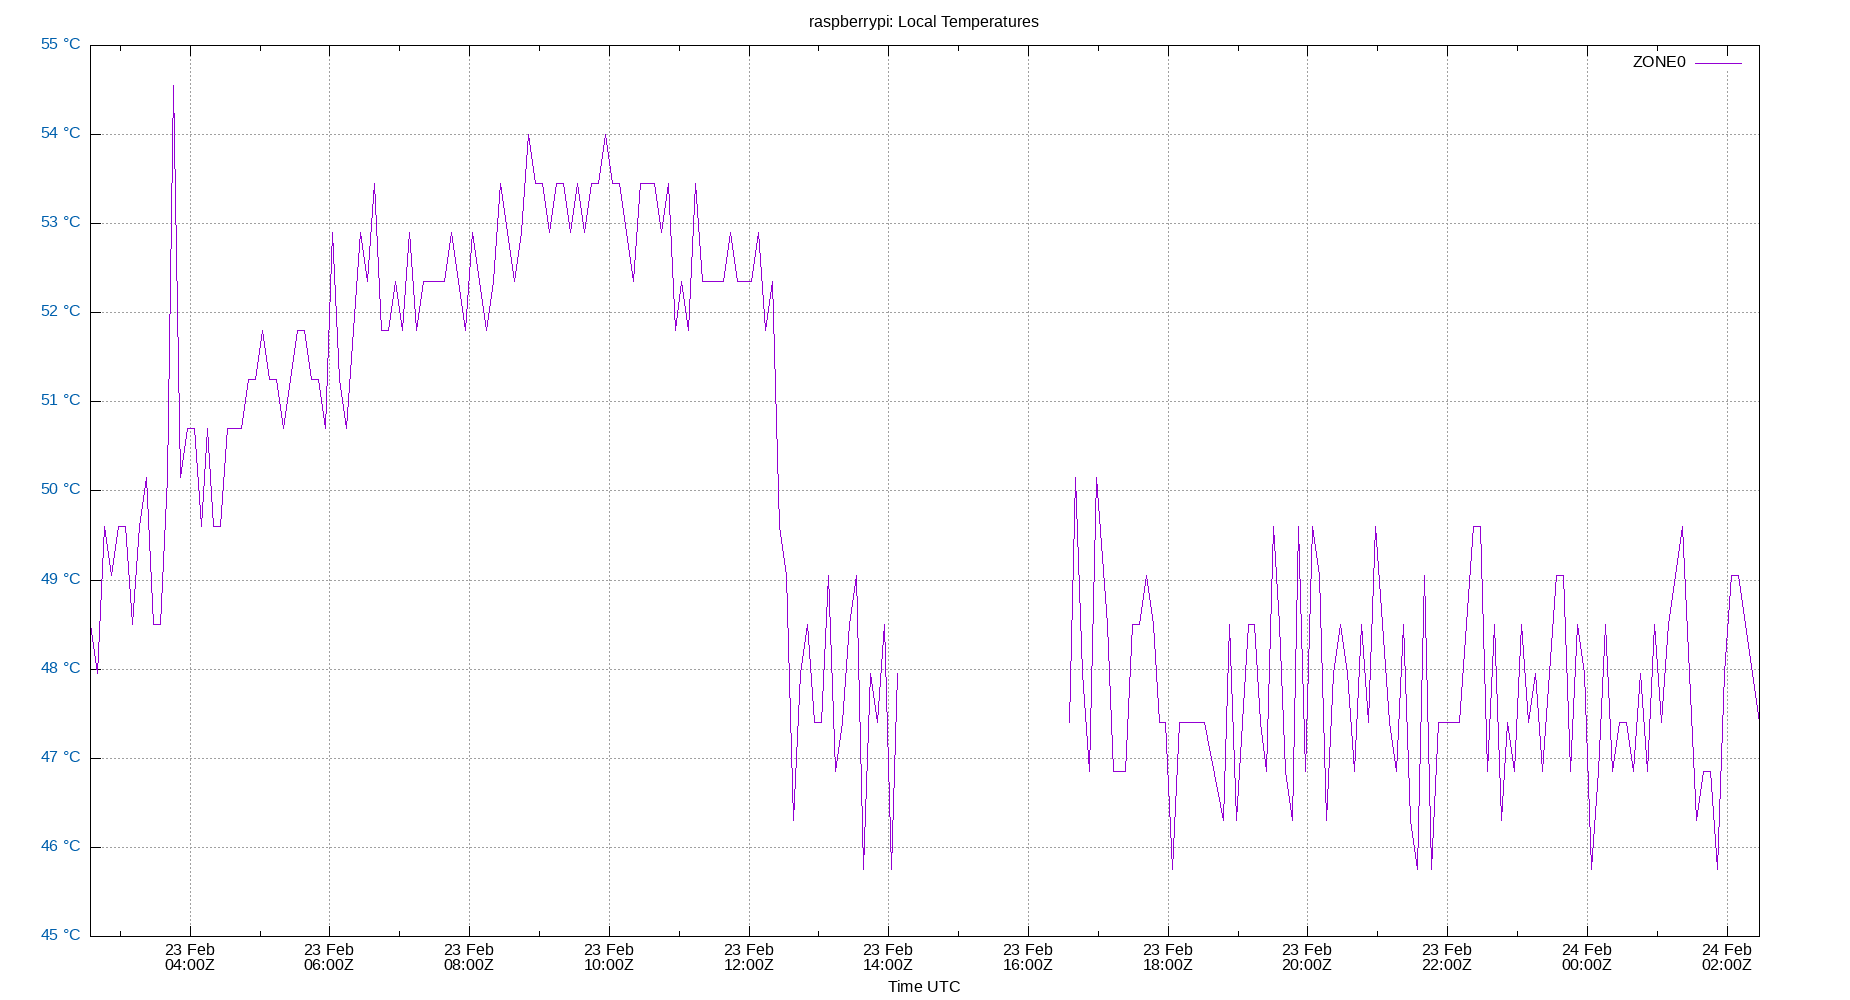 raspberrypi: Local Temperatures
ZONE0
55 °C
54 °C
53 °C
52 °C
51 °C
50 °C
49 °C
48 °C
47 °C
46 °C
45 °C
23 Feb 04:00Z
23 Feb 06:00Z
23 Feb 08:00Z
23 Feb 10:00Z
23 Feb 12:00Z
23 Feb 14:00Z
23 Feb 16:00Z
23 Feb 18:00Z
23 Feb 20:00Z
23 Feb 22:00Z
24 Feb 00:00Z
24 Feb 02:00Z
Time UTC